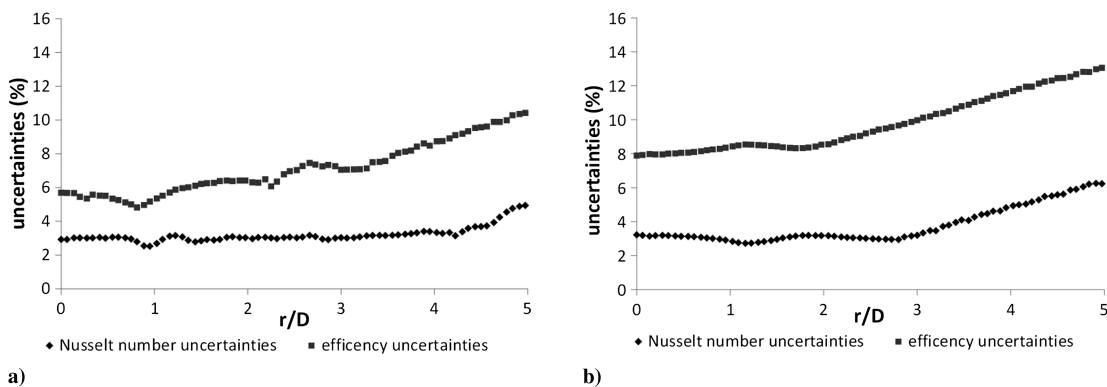 16
14
12
10
8
6
4
2
0
uncertainties (%)
0 1 2 3 4 5
r/D
Nusselt number uncertainties efficency uncertainties
a)
16
14
12
10
8
6
4
2
0
uncertainties (%)
0 1 2 3 4 5
r/D
Nusselt number uncertainties efficency uncertainties
b)